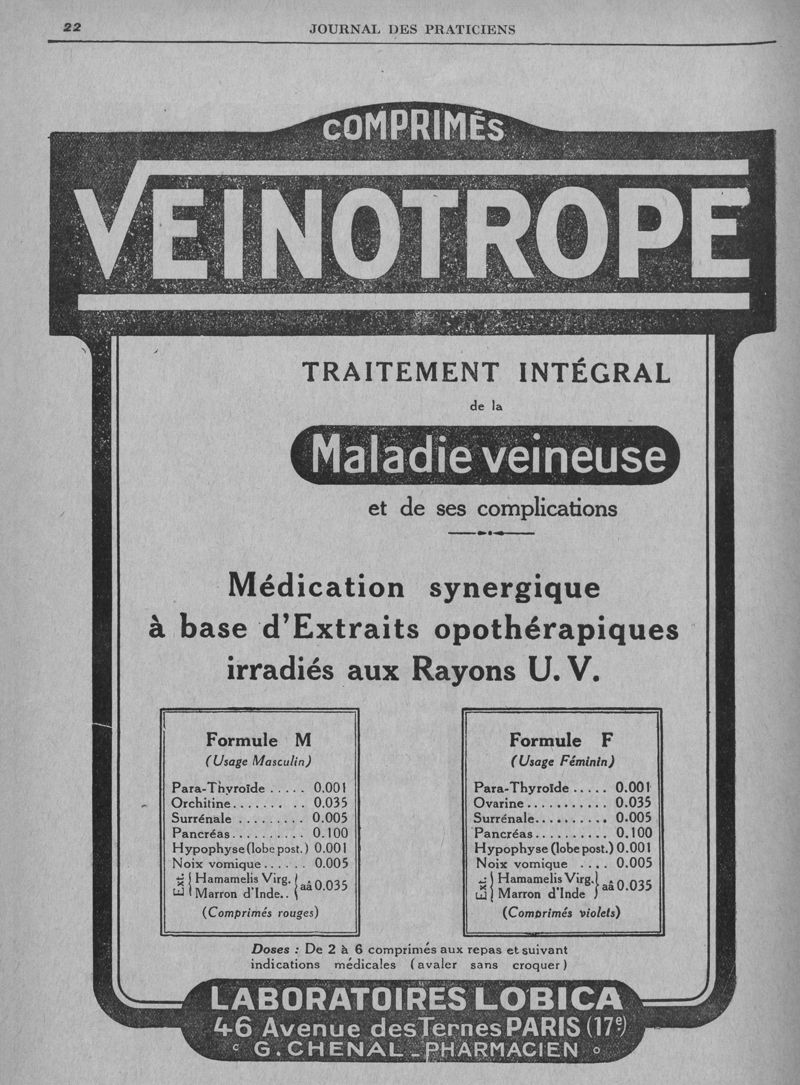 22
JOURNAL DES PRATICIENS
COMPRIMÉS
VEINOTROPE
TRAITEMENT INTÉGRAL
de la
Maladie veineuse
et de ses complications
Médication synergique
à base d'Extraits opothérapiques
irradiés aux Rayons U. V.
Formule M
(Usage Masculin)
Para-Thyroïde ..... 0.001
Orchitine....... .. 0.035
Surrénale ......... 0.005
Pancréas.......... 0.100
Hypophyse (lobe post.) 0.001
Noix vomique ...... 0.005
Ext. { Hamamelis Virg. } aâ 0.035
Marron d'Inde..
(Comprimés rouges)
Formule F
(Usage Féminin)
Para-Thyroïde ..... 0.001
Ovarine........... 0.035
Surrénale.......... 0.005
Pancréas.......... 0.100
Hypophyse (lobe post.) 0.001
Noix vomique .... 0.005
Ext. { Hamamelis Virg. } aâ 0.035
Marron d'Inde
(Comprimés violets)
Doses : De 2 à 6 comprimés aux repas et suivant
indications médicales (avaler sans croquer)
LABORATOIRES LOBICA
46 Avenue des Ternes PARIS (17e)
G. CHENAL - PHARMACIEN